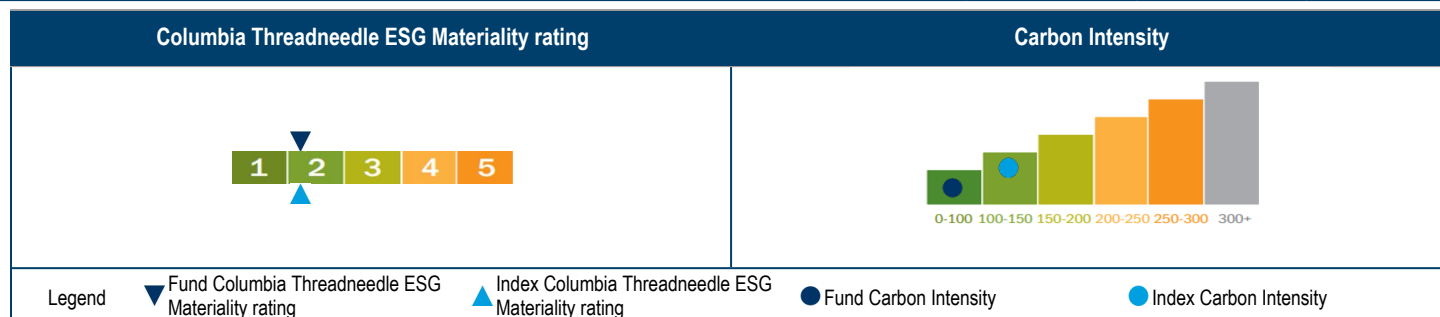 Columbia Threadneedle ESG Materiality rating
Carbon Intensity
1 2 3 4 5
0-100 100-150 150-200 200-250 250-300 300+
Legend
Fund Columbia Threadneedle ESG
Materiality rating
Index Columbia Threadneedle ESG
Materiality rating
Fund Carbon Intensity
Index Carbon Intensity